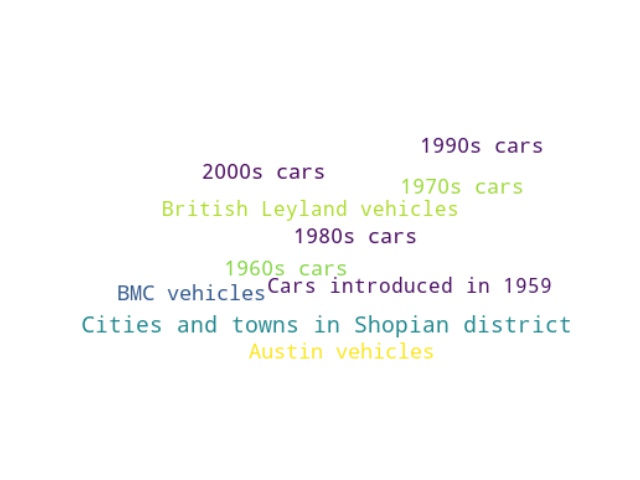 1990s cars
2000s cars
1970s cars
British Leyland vehicles
1980s cars
1960s cars
Cars introduced in 1959
BMC vehicles
Cities and towns in Shopian district
Austin vehicles